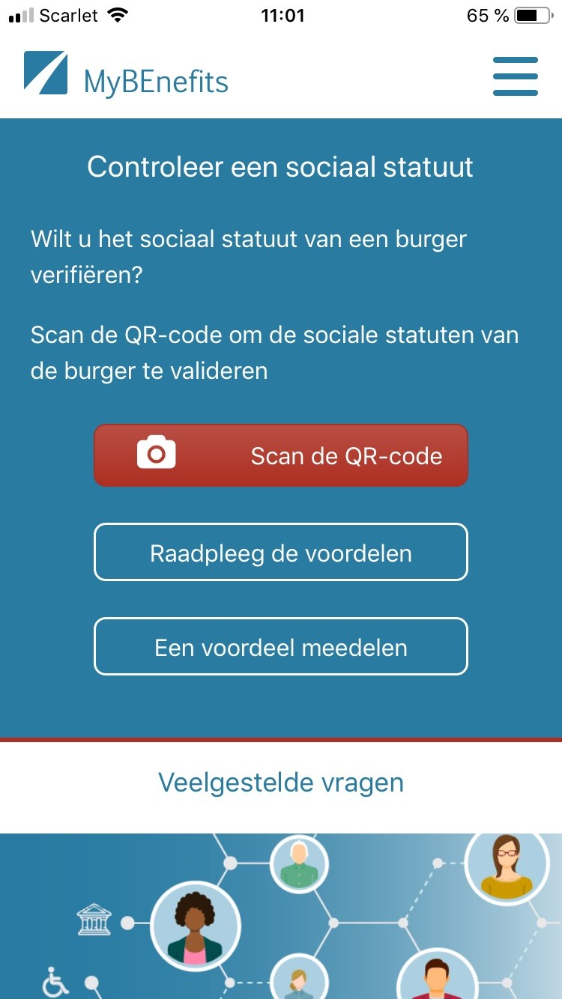 Scarlet 11:01 65 %
MyBEnefits
Controleer een sociaal statuut
Wilt u het sociaal statuut van een burger
verifiëren?
Scan de QR-code om de sociale statuten van
de burger te valideren
Scan de QR-code
Raadpleeg de voordelen
Een voordeel meedelen
Veelgestelde vragen